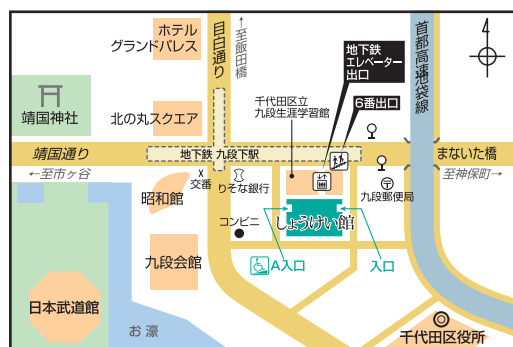 ホテル
グランドパレス
目白通り
←至飯田橋
地下鉄
エレベーター
出口
首都高速池袋線
4
千代田区立
九段生涯学習館
6番出口
靖国神社
北の丸スクエア
靖国通り
地下鉄 九段下駅
まないた橋
←至市ヶ谷
交番
りそな銀行
九段郵便局
至神保町→
昭和館
コンビニ
しょうけい館
九段会館
A入口
入口
日本武道館
お濠
千代田区役所